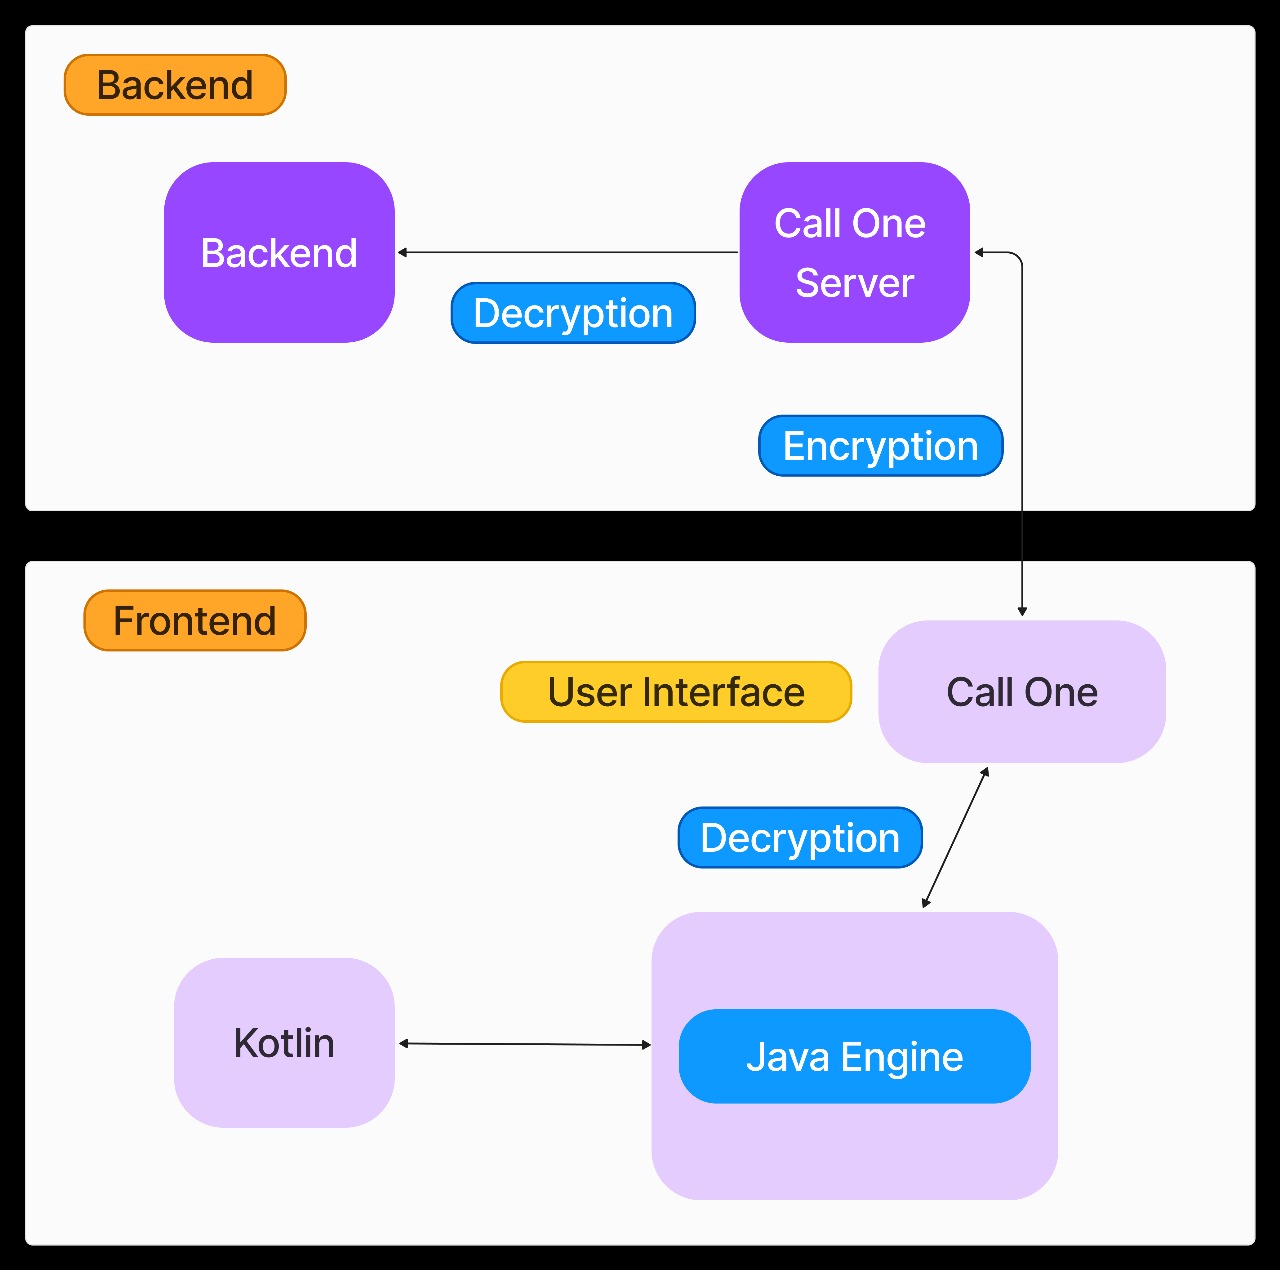 Backend
Backend
Call One
Server
Decryption
Encryption
Frontend
User Interface
Call One
Decryption
Kotlin
Java Engine